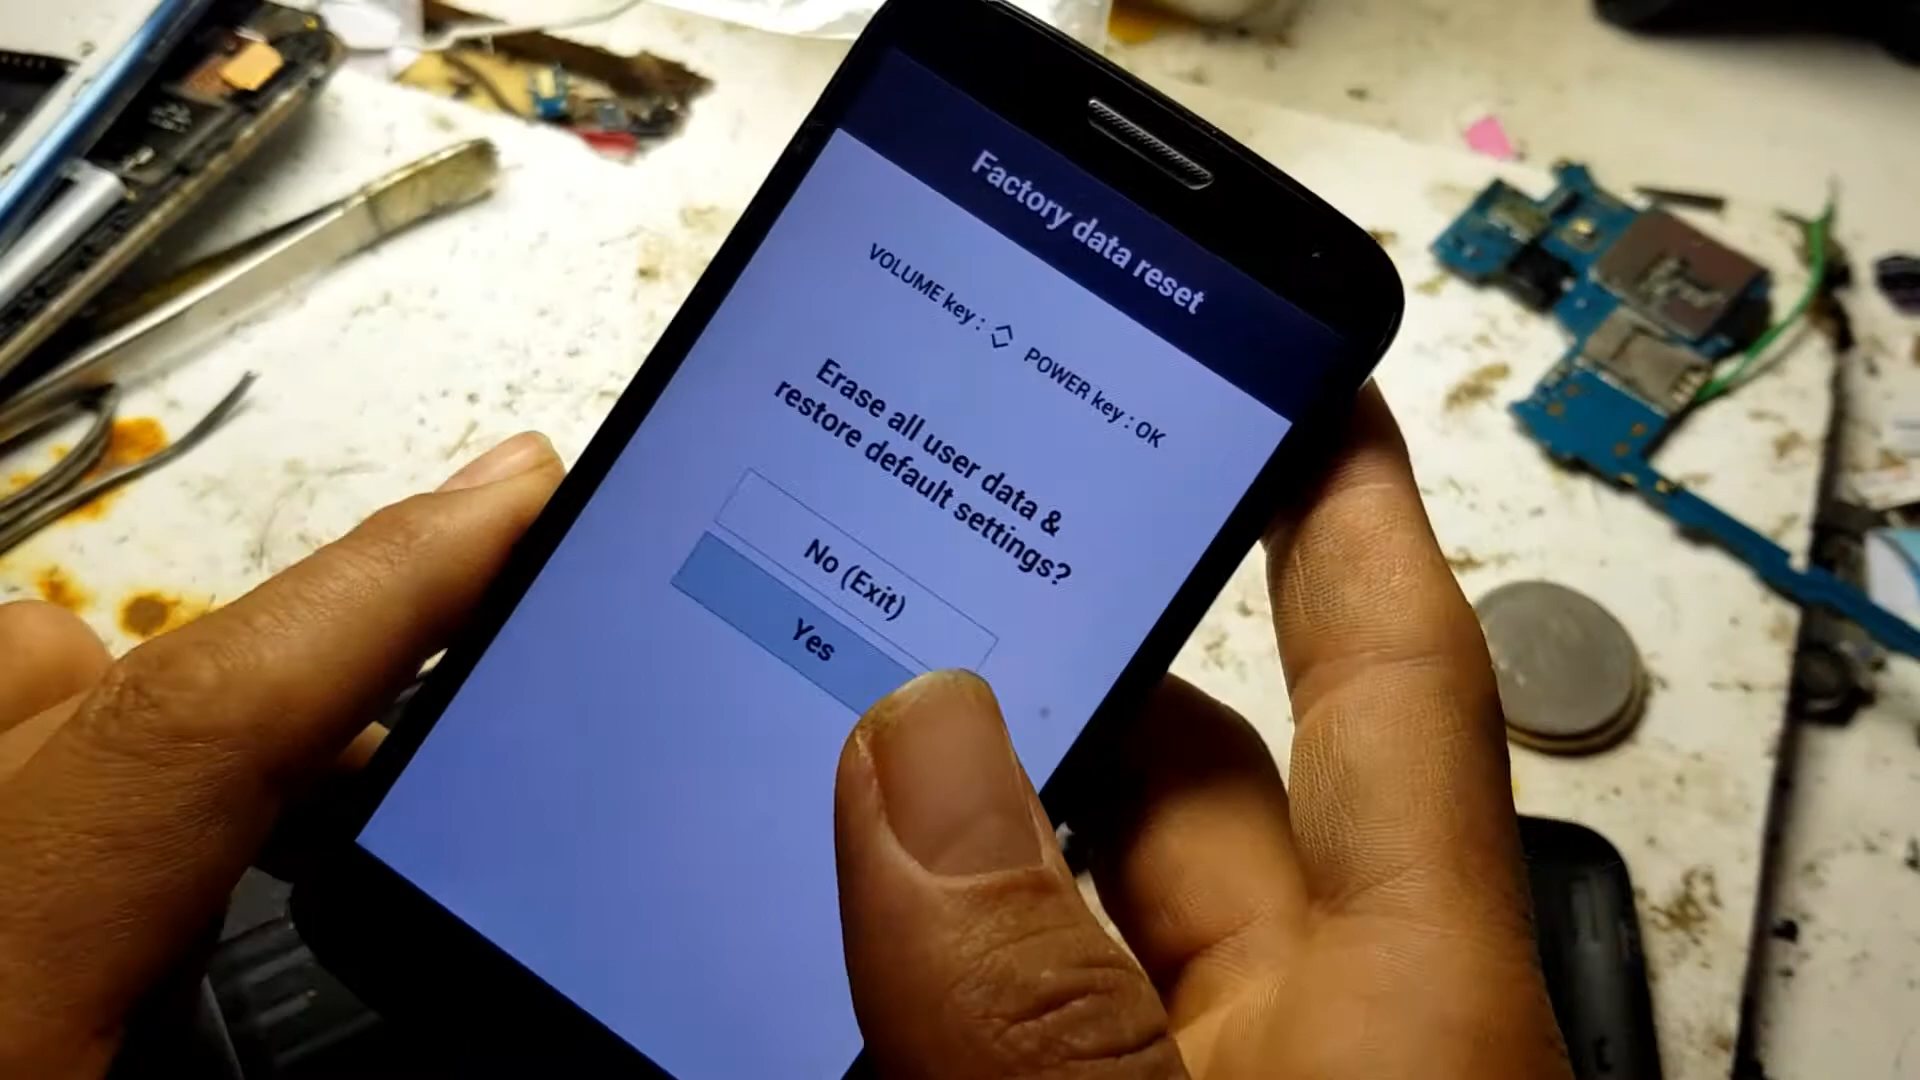 Factory data reset
VOLUME key : POWER key : OK
Erase all user data &
restore default settings?
No (Exit)
Yes